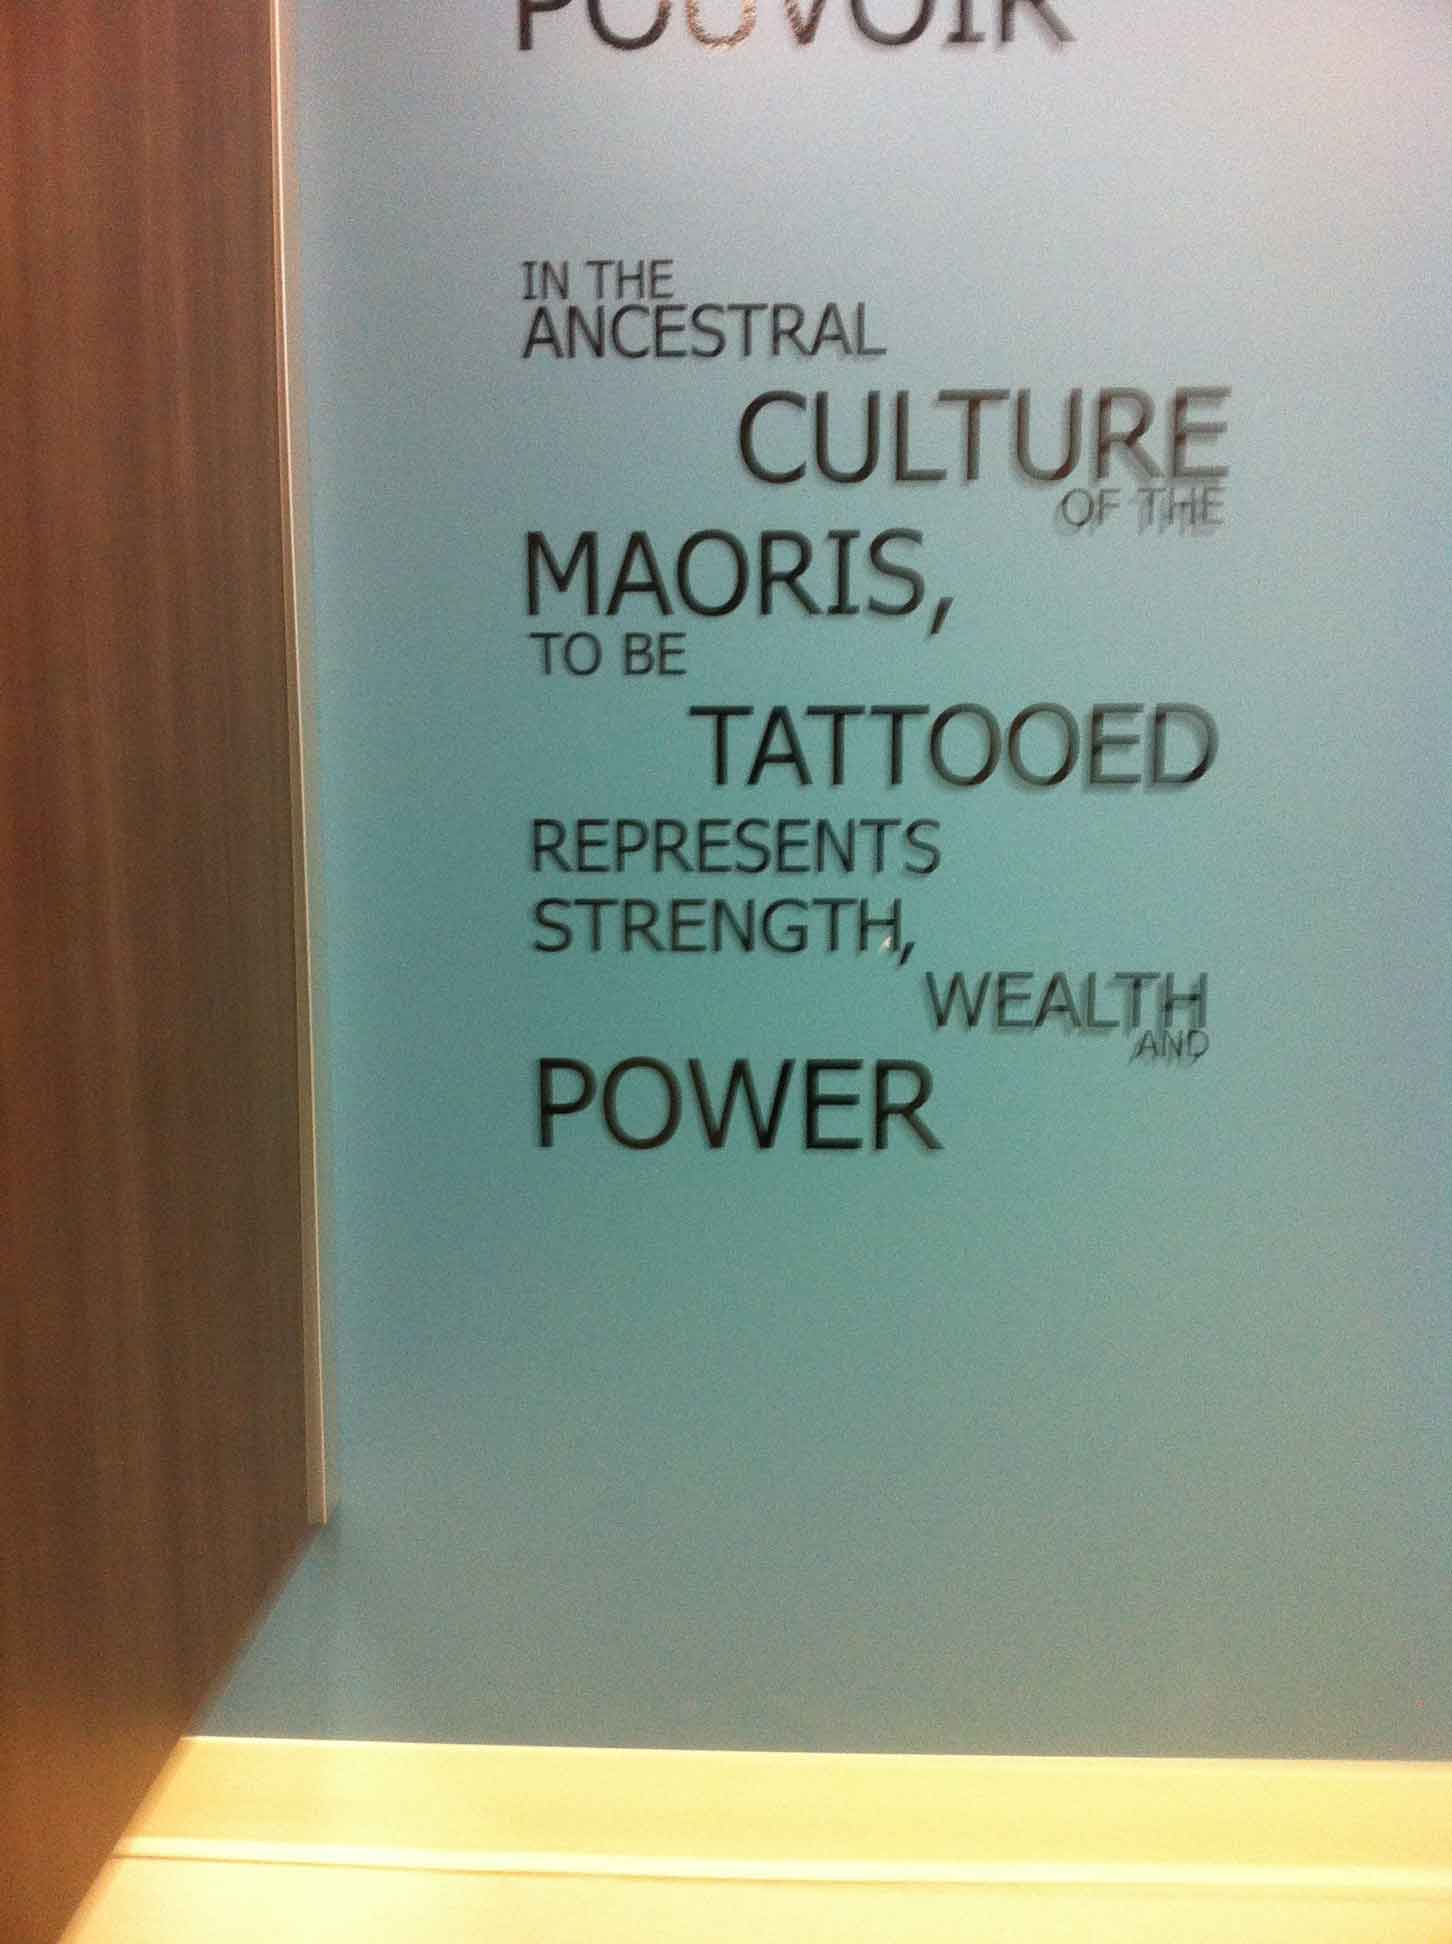 POUVOIR
IN THE
ANCESTRAL
CULTURE
OF THE
MAORIS,
TO BE
TATTOOED
REPRESENTS
STRENGTH,
WEALTH
AND
POWER